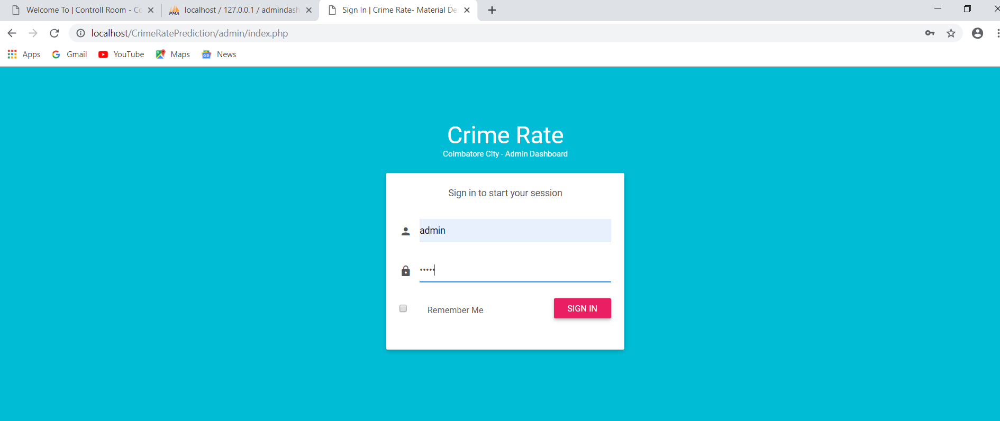 Welcome To | Controll Room - Co
localhost / 127.0.0.1 / admindash
Sign In | Crime Rate- Material De
localhost/CrimeRatePrediction/admin/index.php
Apps Gmail YouTube Maps News
Crime Rate
Coimbatore City - Admin Dashboard
Sign in to start your session
admin
•••••
Remember Me SIGN IN